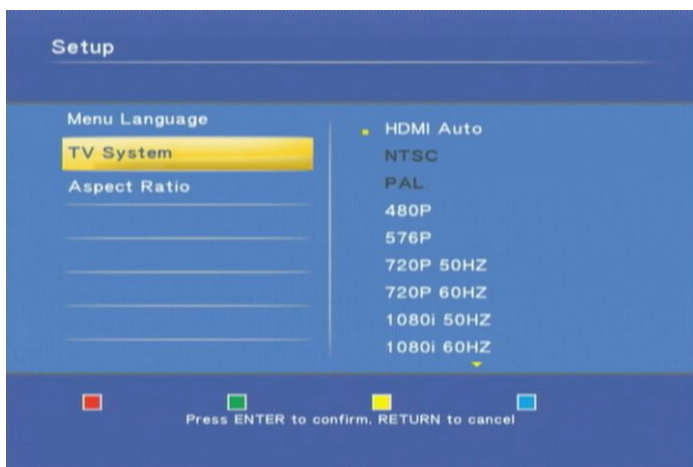 Setup
Menu Language
TV System
Aspect Ratio
HDMI Auto
NTSC
PAL
480P
576P
720P 50HZ
720P 60HZ
1080i 50HZ
1080i 60HZ
Press ENTER to confirm. RETURN to cancel